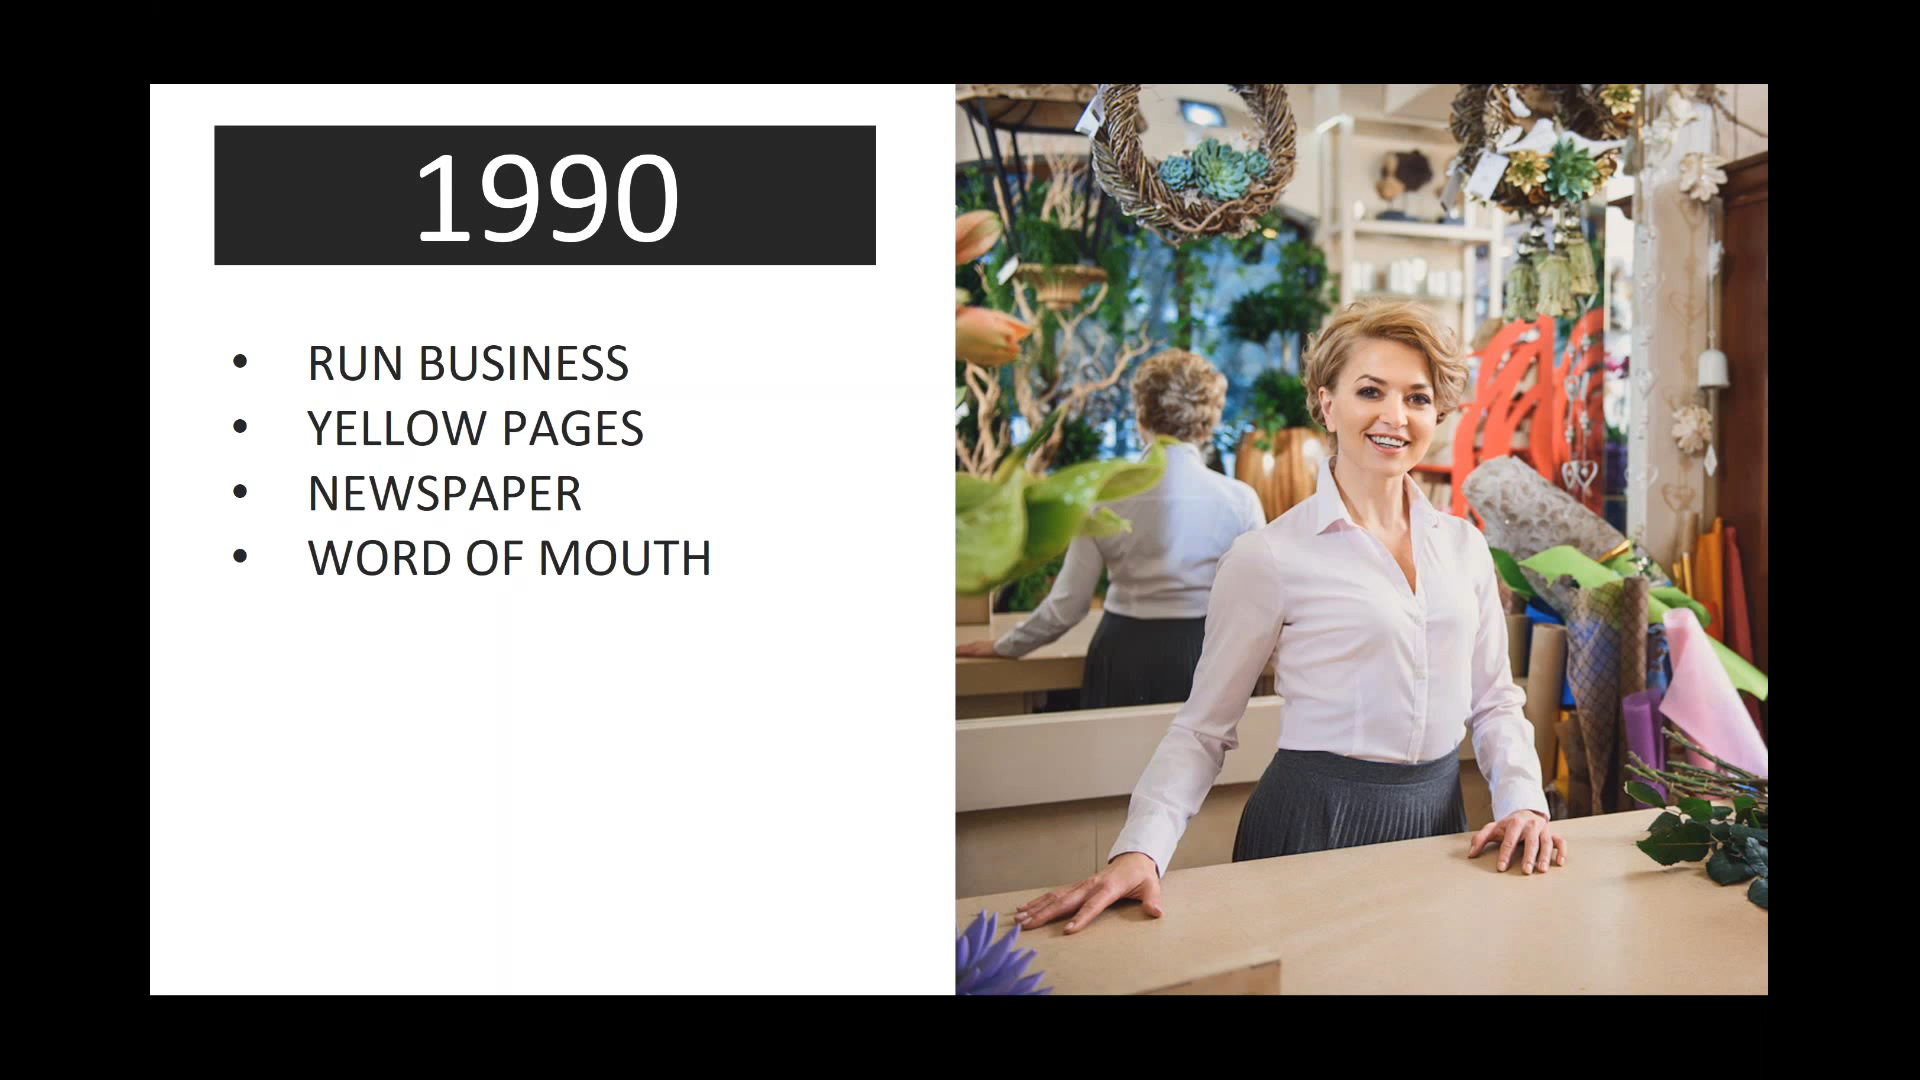 1990
• RUN BUSINESS
• YELLOW PAGES
• NEWSPAPER
• WORD OF MOUTH